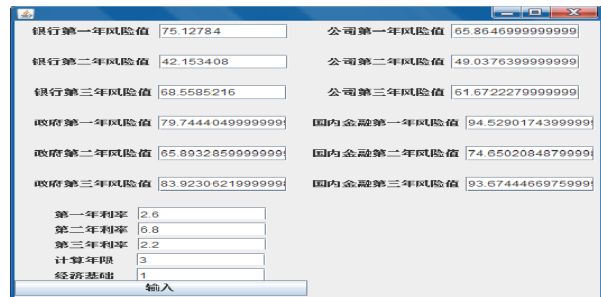 银行第一年风险值 75.12784 公司第一年风险值 65.8646999999999
银行第二年风险值 42.153408 公司第二年风险值 49.0376399999999
银行第三年风险值 68.5585216 公司第三年风险值 61.6722279999999
政府第一年风险值 79.7444049999999 国内金融第一年风险值 94.529017439999
政府第二年风险值 65.8932859999999 国内金融第二年风险值 74.650208487999
政府第三年风险值 83.9230621999999 国内金融第三年风险值 93.674446697599
第一年利率 2.6
第二年利率 6.8
第三年利率 2.2
计算年限 3
经济基础 1
输入